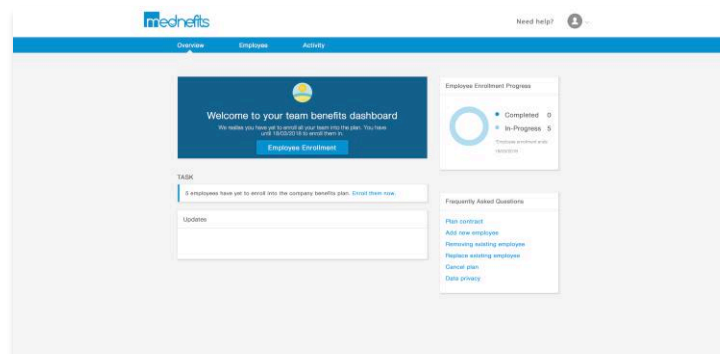 mednefits
Need help?
Overview Employee Activity
Welcome to your team benefits dashboard
We realise you have yet to enroll all your team into the plan. You have
until 18/03/2018 to enroll them in.
Employee Enrollment
Employee Enrollment Progress
Completed 0
In-Progress 5
TASK
5 employees have yet to enroll into the company benefits plan. Enroll them now.
Updates
Frequently Asked Questions
Plan contract
Add new employee
Removing existing employee
Replace existing employee
Cancel plan
Data privacy